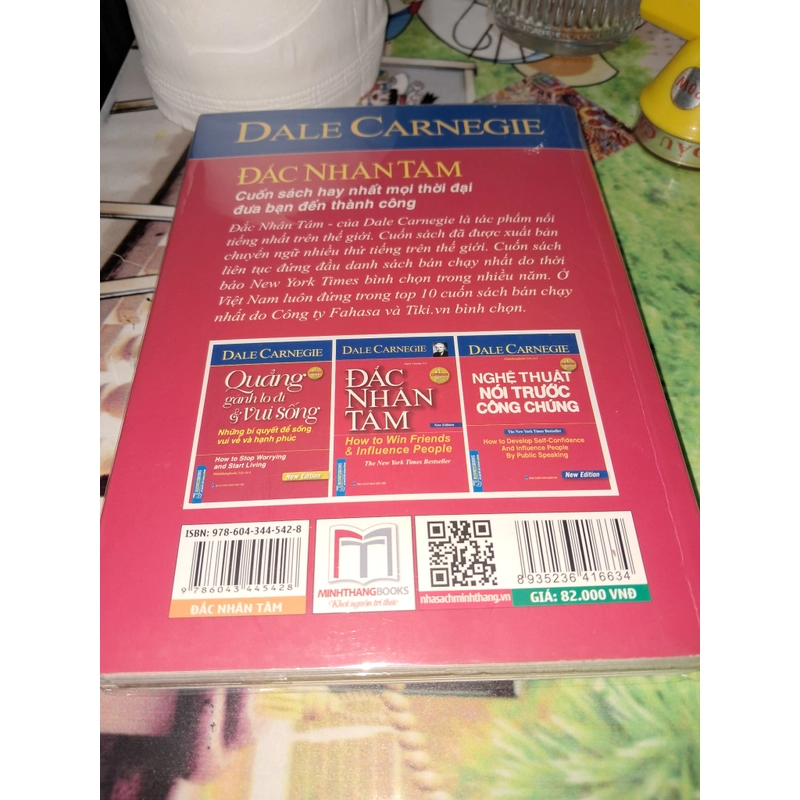 DALE CARNEGIE
ĐẮC NHÂN TÂM
Cuốn sách hay nhất mọi thời đại
đưa bạn đến thành công
Đắc Nhân Tâm - của Dale Carnegie là tác phẩm nổi
tiếng nhất trên thế giới. Cuốn sách đã được xuất bản
chuyển ngữ nhiều thứ tiếng trên thế giới. Cuốn sách
liên tục đứng đầu danh sách bán chạy nhất do thời
báo New York Times bình chọn trong nhiều năm. Ở
Việt Nam luôn đứng trong top 10 cuốn sách bán chạy
nhất do Công ty Fahasa và Tiki.vn bình chọn.
DALE CARNEGIE
Quẳng
gánh lo đi
& vui sống
Những bí quyết để sống
vui vẻ và hạnh phúc
How to Stop Worrying
and Start Living
New Edition
DALE CARNEGIE
ĐẮC
NHÂN
TÂM
New Edition
How to Win Friends
& Influence People
The New York Times Bestseller
DALE CARNEGIE
NGHỆ THUẬT
NÓI TRƯỚC
CÔNG CHÚNG
The New York Times Bestseller
How to Develop Self-Confidence
And Influence People
By Public Speaking
New Edition
ISBN: 978-604-344-542-8
9 786043 445428
ĐẮC NHÂN TÂM
MINHTHANGBOOKS
Khơi nguồn tri thức
nhasachminhthang.vn
8 935236 416634
GIÁ: 82.000 VNĐ